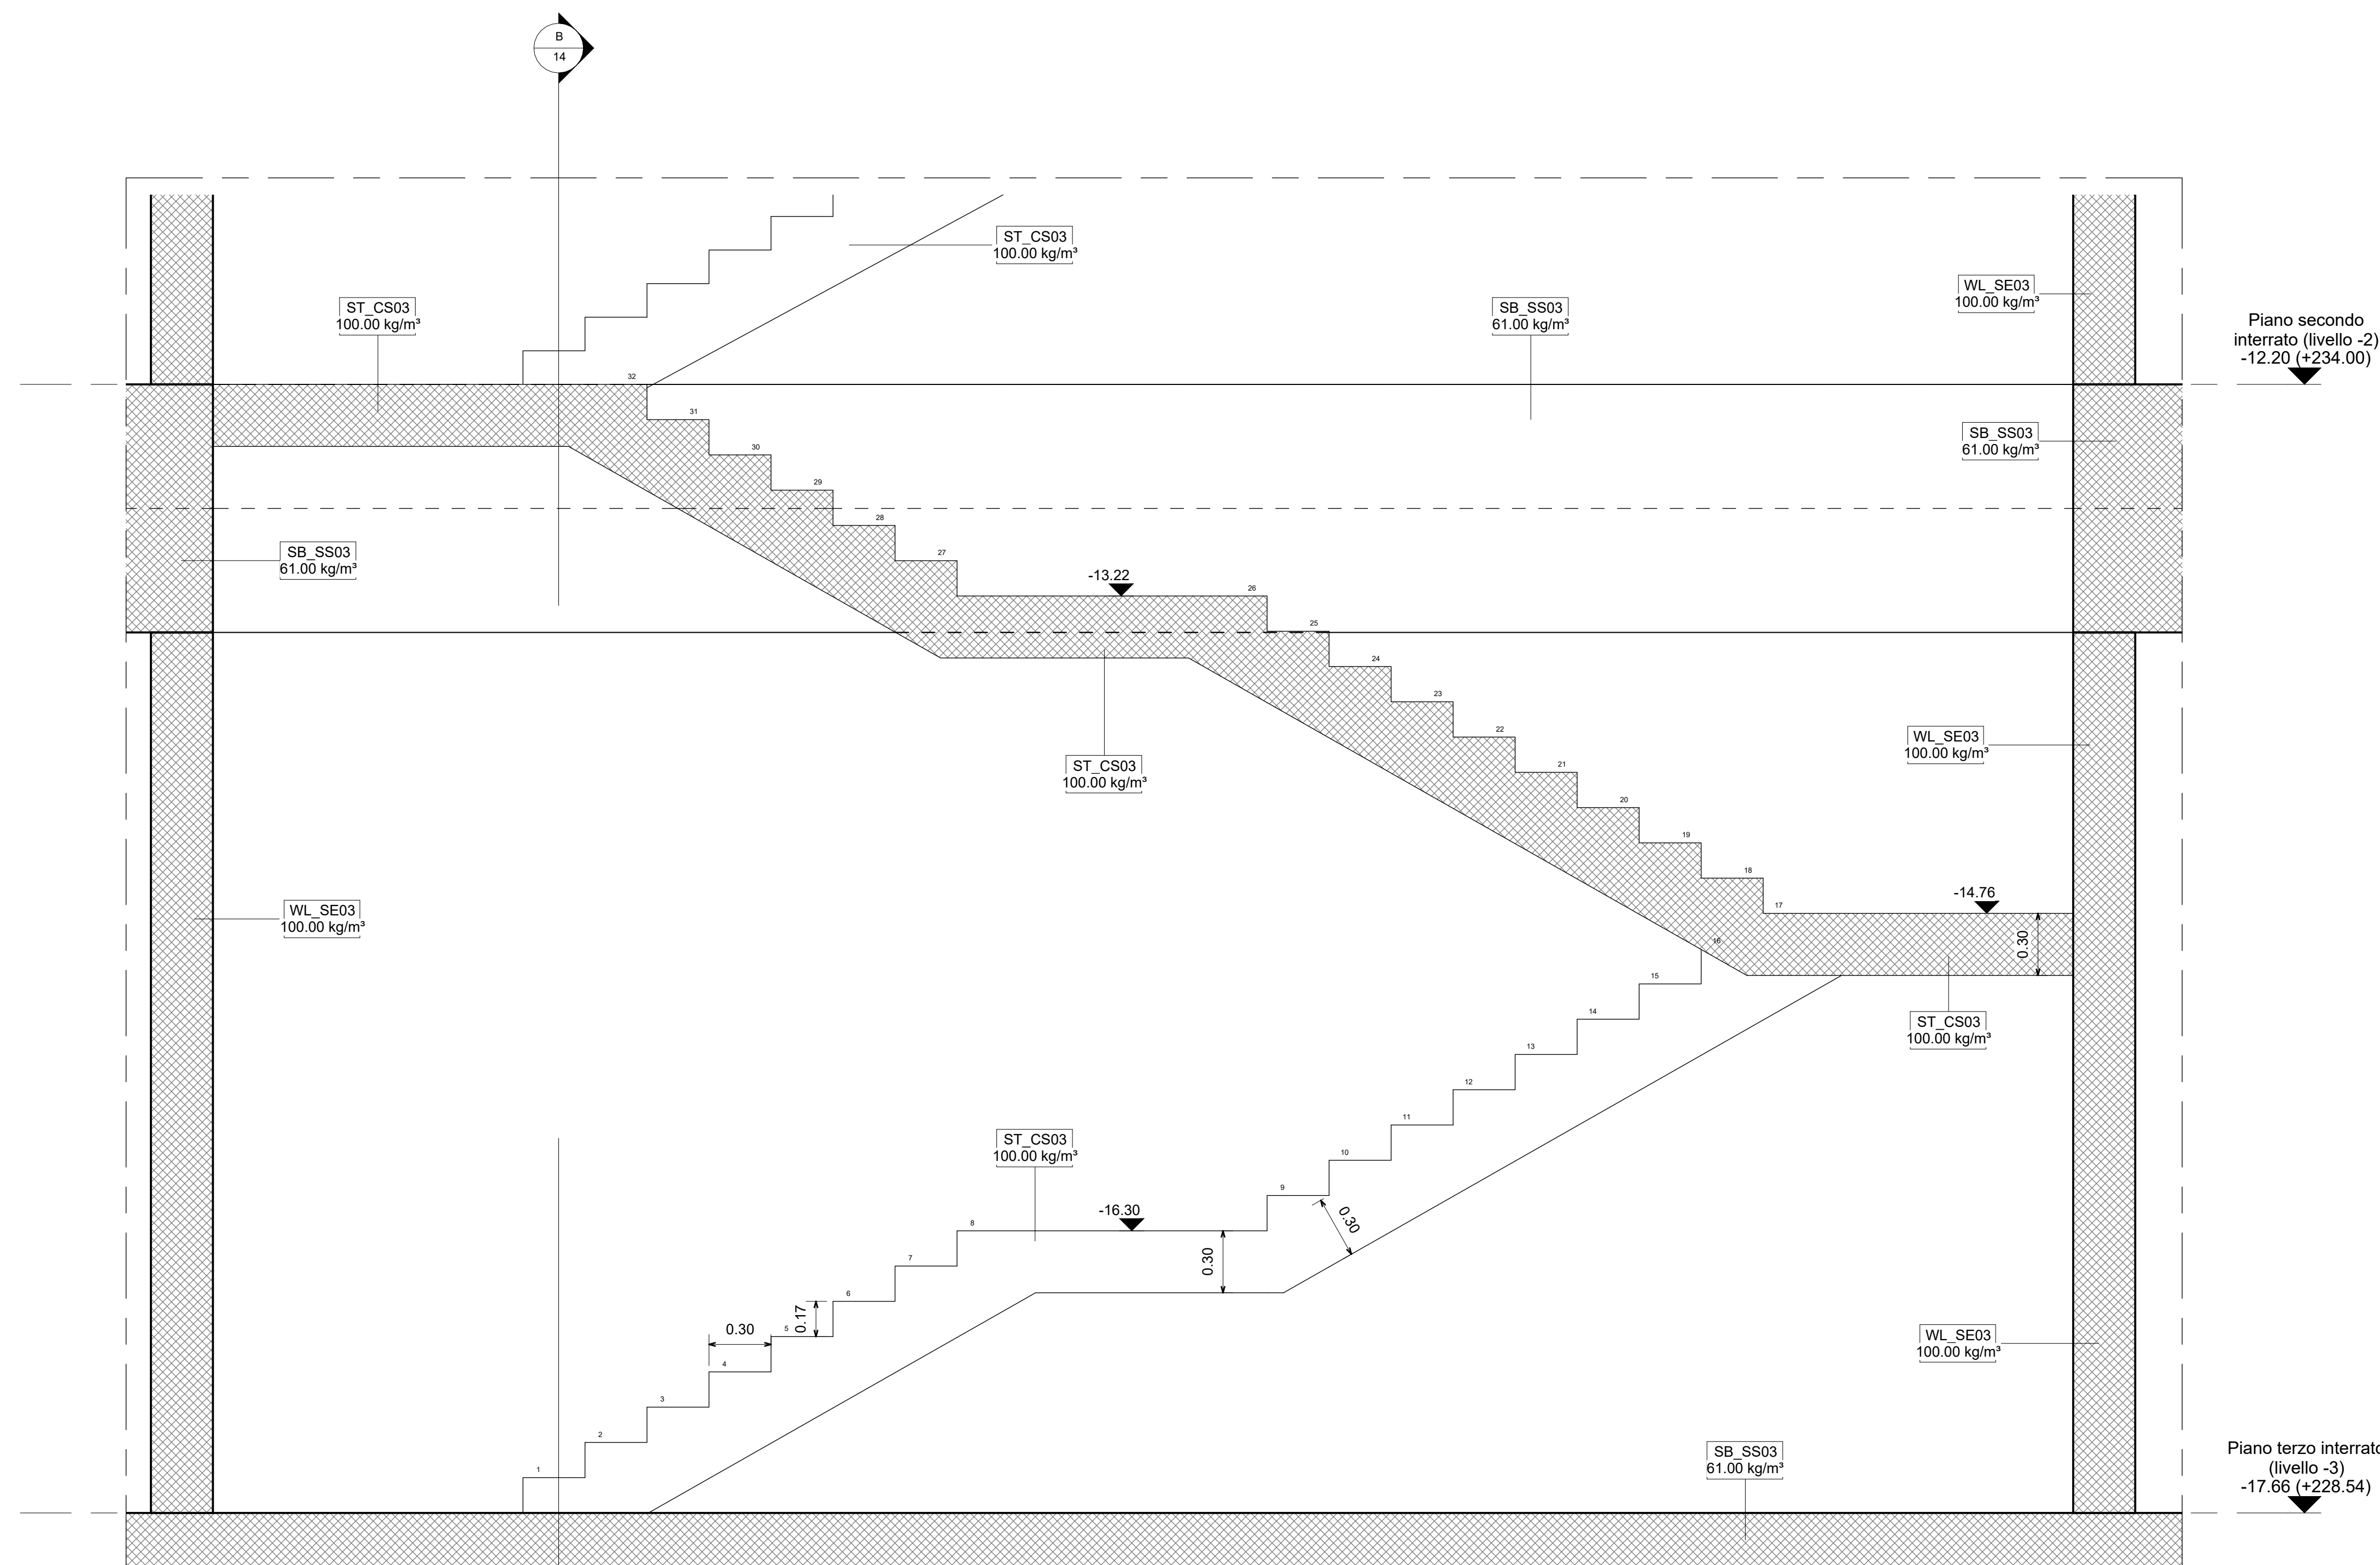 B
14
ST_CS03
100.00 kg/m³
WL_SE03
100.00 kg/m³
ST_CS03
100.00 kg/m³
SB_SS03
61.00 kg/m³
Piano secondo
interrato (livello -2)
-12.20 (+234.00)
32
31
SB_SS03
61.00 kg/m³
30
29
28
SB_SS03
61.00 kg/m³
27
-13.22
26
25
24
23
22
WL_SE03
100.00 kg/m³
21
ST_CS03
100.00 kg/m³
20
19
18
-14.76
17
WL_SE03
100.00 kg/m³
16
0.30
15
14
ST_CS03
100.00 kg/m³
13
12
11
ST_CS03
100.00 kg/m³
10
9
-16.30
8
0.30
0.30
7
6
0.17
0.30
5
4
WL_SE03
100.00 kg/m³
3
2
SB_SS03
61.00 kg/m³
1
Piano terzo interrato
(livello -3)
-17.66 (+228.54)